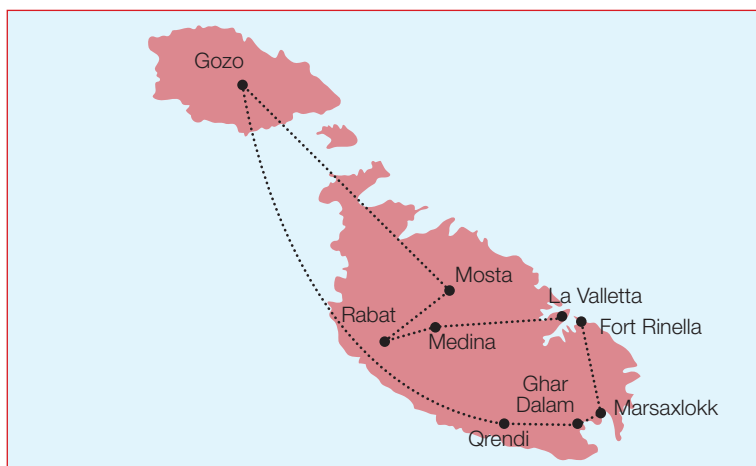 Gozo
Mosta
La Valletta
Rabat
Fort Rinella
Medina
Ghar
Dalam
Marsaxlokk
Qrendi